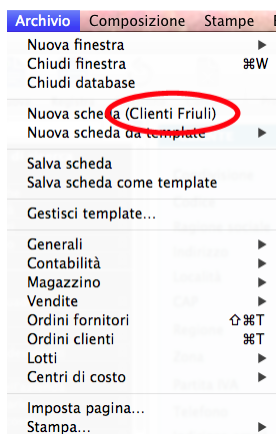 Archivio Composizione Stampe
Nuova finestra ▶
Chiudi finestra ⌘W
Chiudi database
Nuova scheda (Clienti Friuli)
Nuova scheda da template ▶
Salva scheda
Salva scheda come template
Gestisci template...
Generali ▶
Contabilità ▶
Magazzino ▶
Vendite ▶
Ordini fornitori ⇧⌘T
Ordini clienti ⌘T
Lotti ▶
Centri di costo ▶
Imposta pagina...
Stampa... ▶